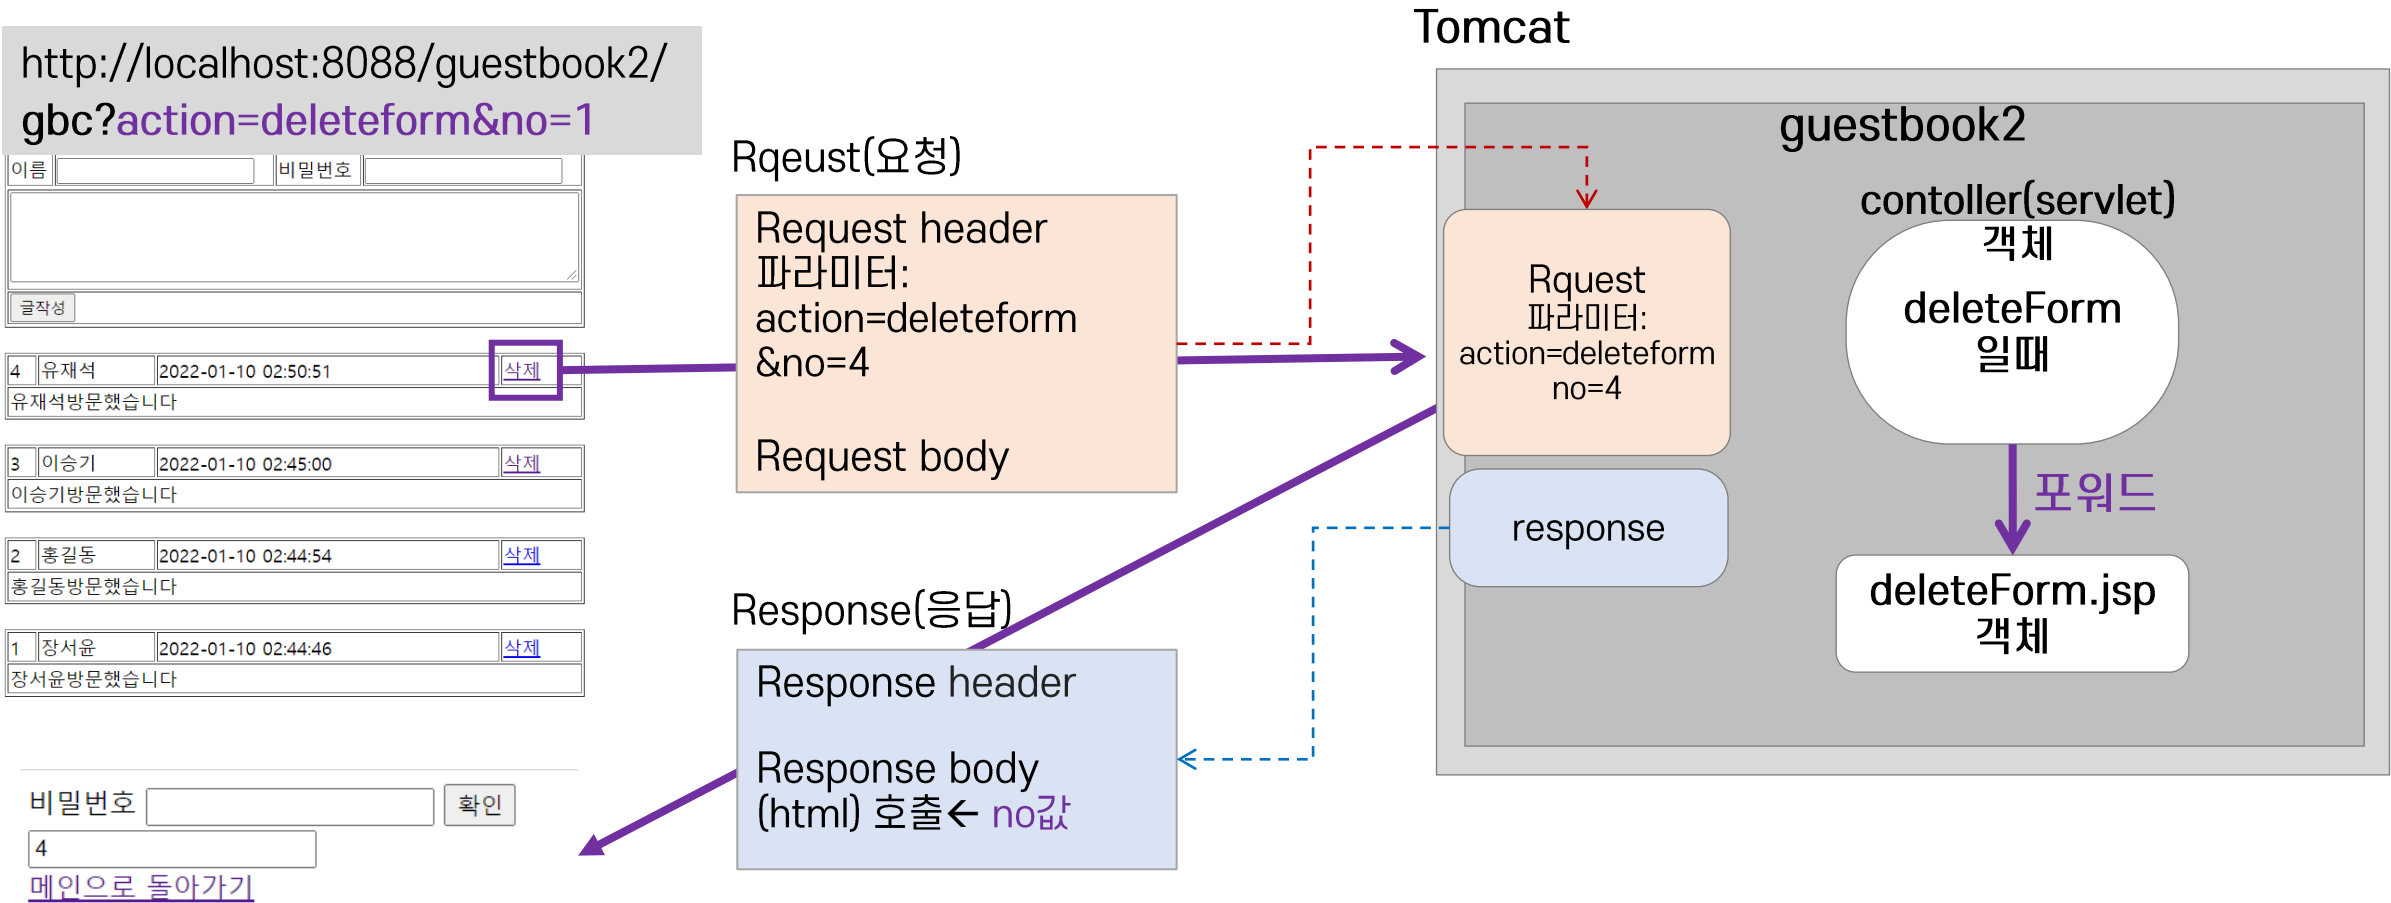 http://localhost:8088/guestbook2/
gbc?action=deleteform&no=1
이름 비밀번호
글작성
4 유재석 2022-01-10 02:50:51 삭제
유재석방문했습니다
3 이승기 2022-01-10 02:45:00 삭제
이승기방문했습니다
2 홍길동 2022-01-10 02:44:54 삭제
홍길동방문했습니다
1 장서윤 2022-01-10 02:44:46 삭제
장서윤방문했습니다
비밀번호 확인
4
메인으로 돌아가기
Rqeust(요청)
Request header
파라미터:
action=deleteform
&no=4
Request body
Response(응답)
Response header
Response body
(html) 호출← no값
Tomcat
guestbook2
Rquest
파라미터:
action=deleteform
no=4
response
contoller(servlet)
객체
deleteForm
일때
포워드
deleteForm.jsp
객체